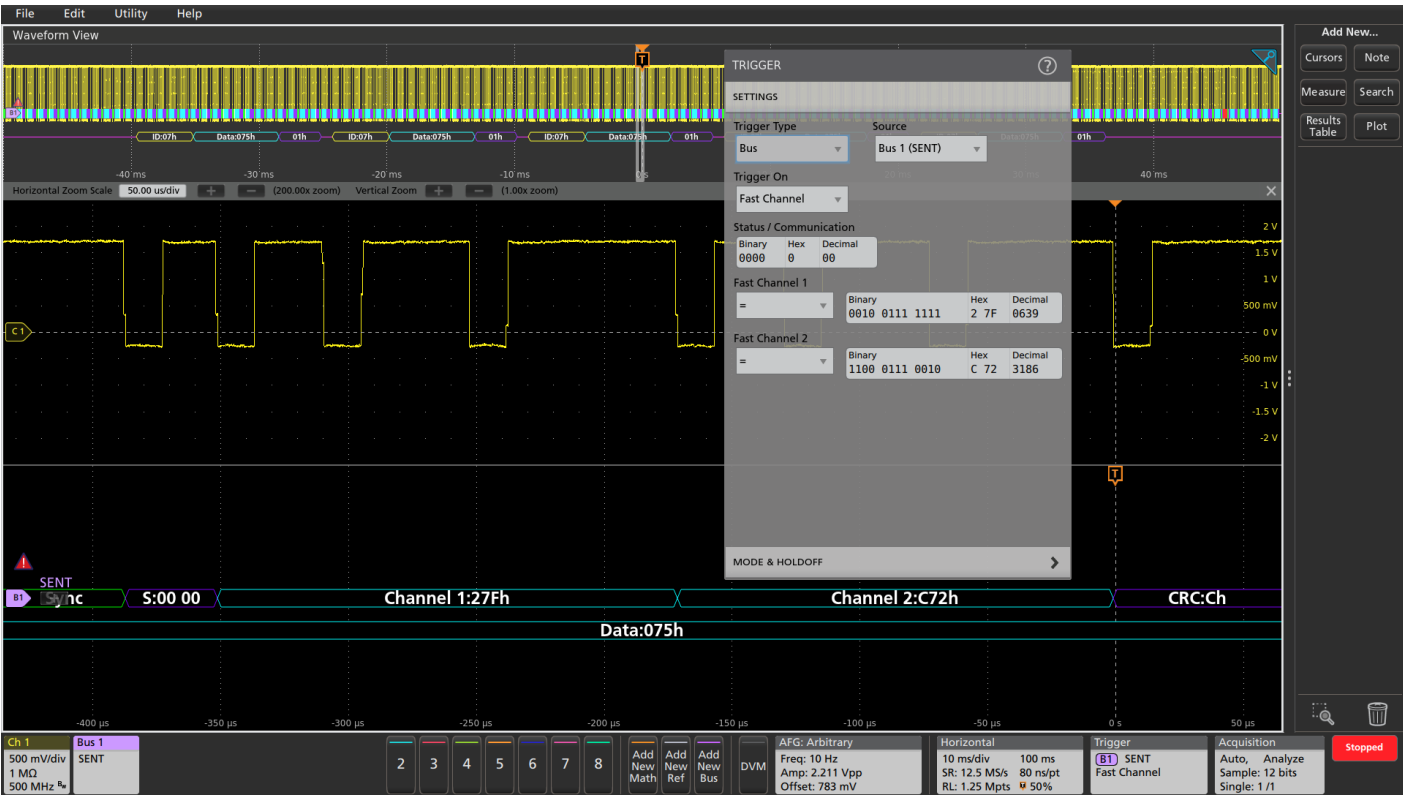 File Edit Utility Help
Waveform View
Add New...
Cursors Note
Measure Search
Results Table Plot
T
B1
ID:07h Data:075h 01h ID:07h Data:075h 01h ID:07h Data:075h 01h Data:075h 01h
-40 ms -30 ms -20 ms -10 ms 0 s 20 ms 30 ms 40 ms
Horizontal Zoom Scale 50.00 us/div + - (200.00x zoom) Vertical Zoom + - (1.00x zoom)
TRIGGER ?
SETTINGS
Trigger Type Source
Bus Bus 1 (SENT)
Trigger On
Fast Channel
Status / Communication
Binary Hex Decimal
0000 0 00
Fast Channel 1
= Binary Hex Decimal
0010 0111 1111 2 7F 0639
Fast Channel 2
= Binary Hex Decimal
1100 0111 0010 C 72 3186
MODE & HOLDOFF
2 V
1.5 V
1 V
500 mV
0 V
-500 mV
-1 V
-1.5 V
-2 V
C 1
T
SENT
B1 Sync S:00 00 Channel 1:27Fh Channel 2:C72h CRC:Ch
Data:075h
-400 µs -350 µs -300 µs -250 µs -200 µs -150 µs -100 µs -50 µs 0 s 50 µs
Ch 1
500 mV/div
1 MΩ
500 MHz Bw
Bus 1
SENT
2 3 4 5 6 7 8
Add New Math
Add New Ref
Add New Bus
DVM
AFG: Arbitrary
Freq: 10 Hz
Amp: 2.211 Vpp
Offset: 783 mV
Horizontal
10 ms/div 100 ms
SR: 12.5 MS/s 80 ns/pt
RL: 1.25 Mpts 50%
Trigger
B1 SENT
Fast Channel
Acquisition
Auto, Analyze
Sample: 12 bits
Single: 1 /1
Stopped